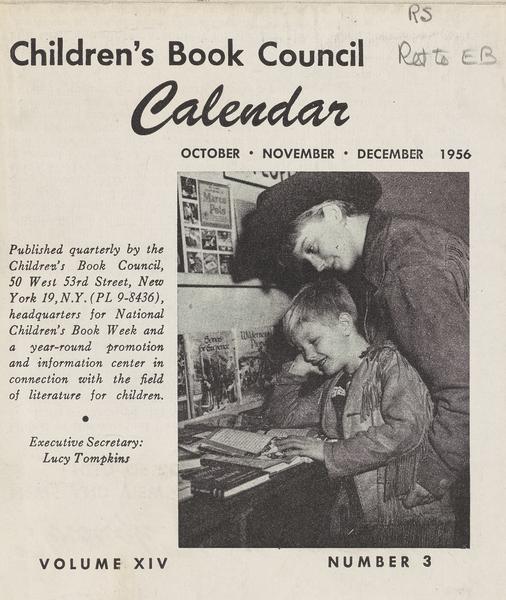 RS
Ret to EB
Children's Book Council
Calendar
OCTOBER • NOVEMBER • DECEMBER 1956
Marco
Polo
Published quarterly by the
Children's Book Council,
50 West 53rd Street, New
York 19, N.Y. (PL 9-8436),
headquarters for National
Children's Book Week and
a year-round promotion
and information center in
connection with the field
of literature for children.
•
Executive Secretary:
Lucy Tompkins
VOLUME XIV
NUMBER 3